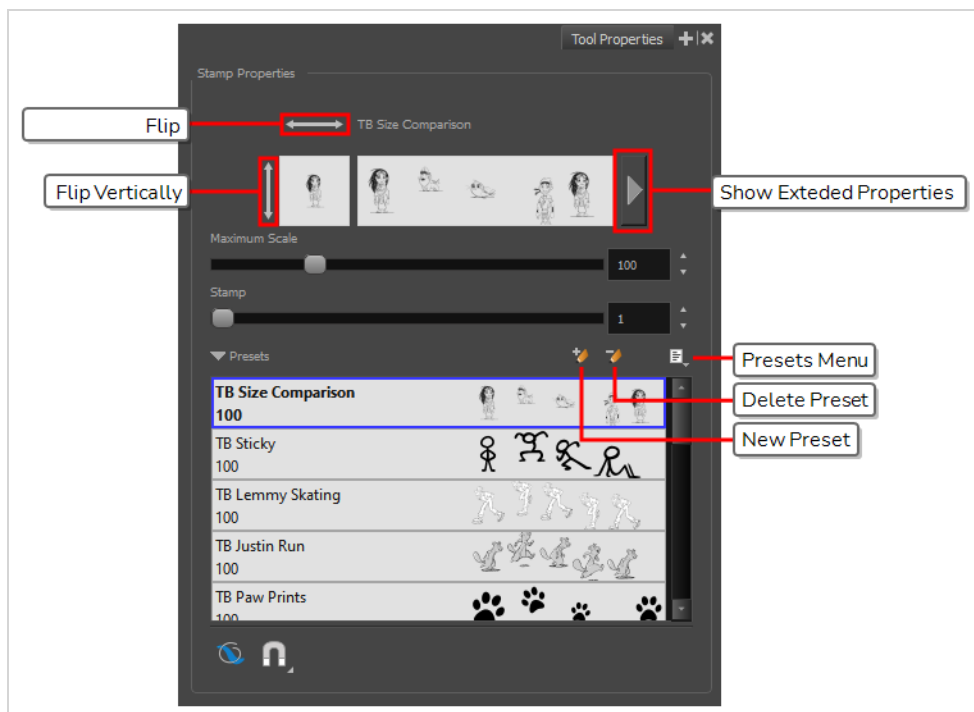 Tool Properties
Stamp Properties
Flip
TB Size Comparison
Flip Vertically
Show Exteded Properties
Maximum Scale
100
Stamp
1
Presets
Presets Menu
TB Size Comparison
100
Delete Preset
New Preset
TB Sticky
100
TB Lemmy Skating
100
TB Justin Run
100
TB Paw Prints
100